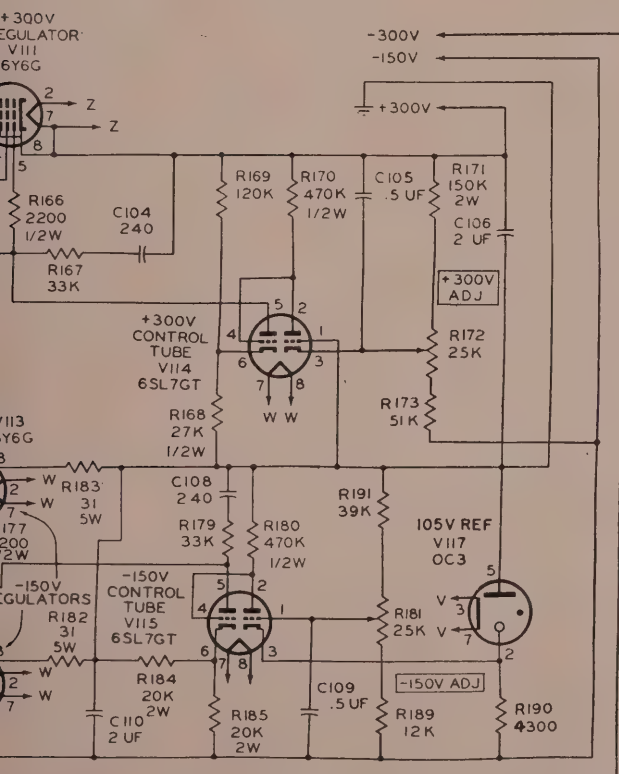 +300V
EGULATOR
V111
6Y6G
2
Z
7
Z
8
5
-300V
-150V
+300V
R166
2200
1/2W
R167
33K
C104
240
R169
120K
R170
470K
1/2W
C105
.5 UF
R171
150K
2W
C106
2 UF
+300V
ADJ
R172
25K
R173
51K
+300V
CONTROL
TUBE
V114
6SL7GT
5
2
4
1
6
3
7
8
W W
R168
27K
1/2W
V113
6Y6G
W
W
7
R183
31
5W
C108
240
R179
33K
R180
470K
1/2W
R191
39K
105V REF
V117
OC3
5
V
3
V
7
2
-150V
EGULATORS
R182
31
5W
W
2
W
7
-150V
CONTROL
TUBE
V115
6SL7GT
5
2
4
1
6
7
8
3
R181
25K
-150V ADJ
R184
20K
2W
R185
20K
2W
C109
.5 UF
R189
12K
R190
4300
C110
2 UF